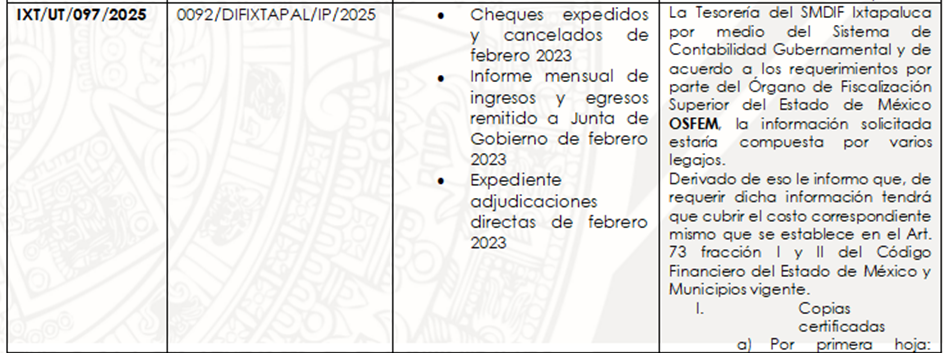 IXT/UT/097/2025
0092/DIFIXTAPAL/IP/2025
• Cheques expedidos
y cancelados de
febrero 2023
• Informe mensual de
ingresos y egresos
remitido a Junta de
Gobierno de febrero
2023
• Expediente
adjudicaciones
directas de febrero
2023
La Tesorería del SMDIF Ixtapaluca
por medio del Sistema de
Contabilidad Gubernamental y de
acuerdo a los requerimientos por
parte del Órgano de Fiscalización
Superior del Estado de México
OSFEM, la información solicitada
estaría compuesta por varios
legajos.
Derivado de eso le informo que, de
requerir dicha información tendrá
que cubrir el costo correspondiente
mismo que se establece en el Art.
73 fracción I y II del Código
Financiero del Estado de México y
Municipios vigente.
I. Copias
certificadas
a) Por primera hoja: